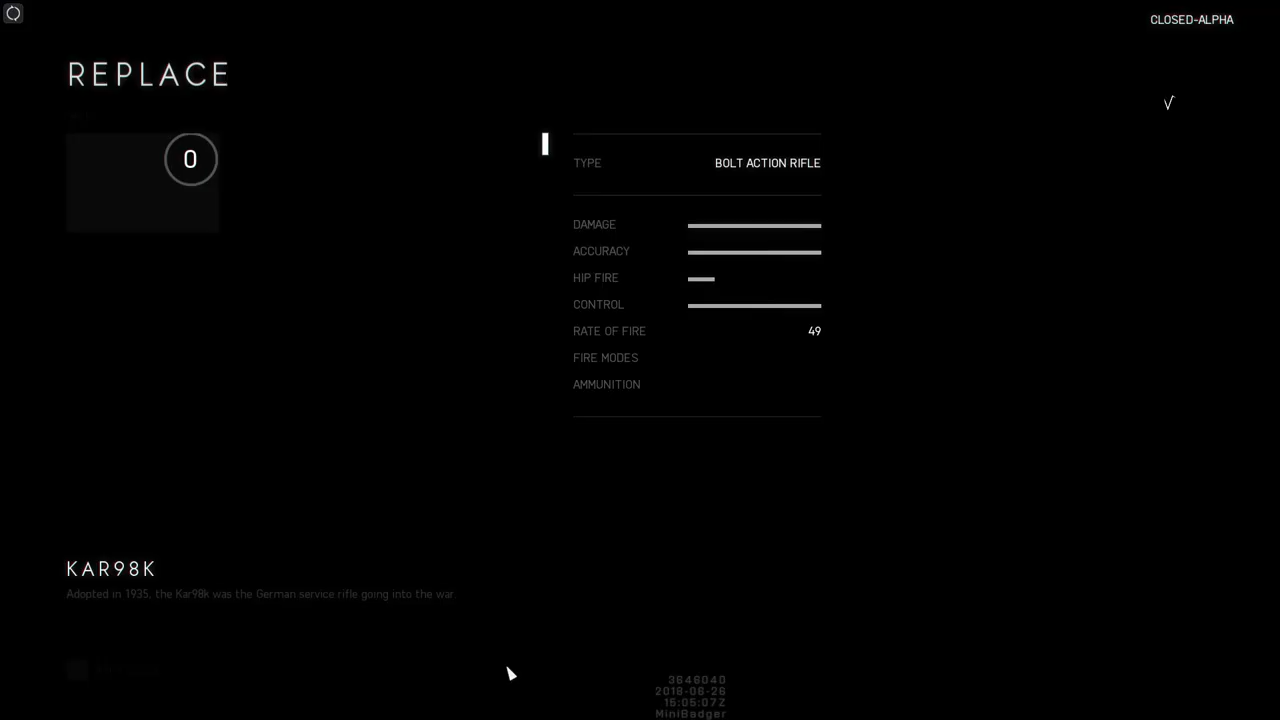 CLOSED-ALPHA
REPLACE
0
TYPE BOLT ACTION RIFLE
DAMAGE
ACCURACY
HIP FIRE
CONTROL
RATE OF FIRE 49
FIRE MODES
AMMUNITION
KAR98K
Adopted in 1935, the Kar98k was the German service rifle going into the war.
3646040
2018-06-26
15:05:07Z
MiniBadger